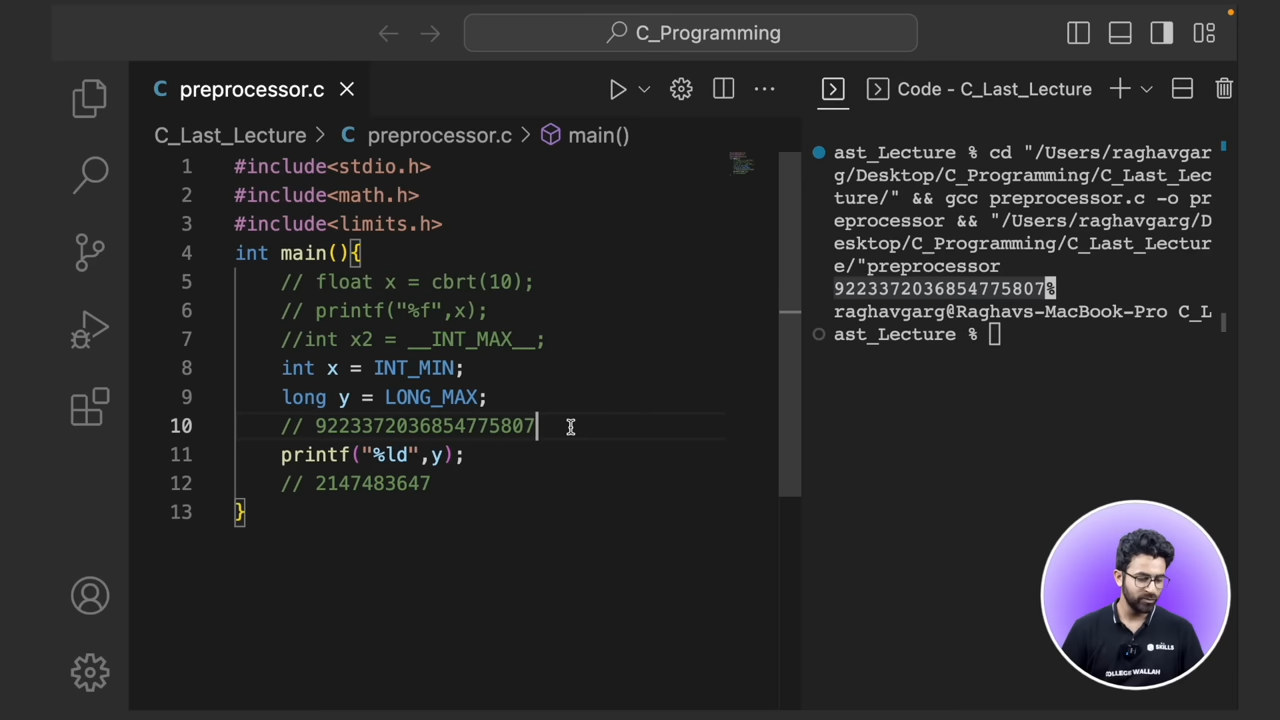 C_Programming
C preprocessor.c
Code - C_Last_Lecture
C_Last_Lecture > C preprocessor.c > main()
1 #include<stdio.h>
2 #include<math.h>
3 #include<limits.h>
4 int main(){
5 // float x = cbrt(10);
6 // printf("%f",x);
7 //int x2 = __INT_MAX__;
8 int x = INT_MIN;
9 long y = LONG_MAX;
10 // 9223372036854775807
11 printf("%ld",y);
12 // 2147483647
13 }
ast_Lecture % cd "/Users/raghavgar
g/Desktop/C_Programming/C_Last_Lec
ture/" && gcc preprocessor.c -o pr
eprocessor && "/Users/raghavgarg/D
esktop/C_Programming/C_Last_Lectur
e/"preprocessor
9223372036854775807%
raghavgarg@Raghavs-MacBook-Pro C_L
ast_Lecture %
SKILLS
OLLEGE WALLAH